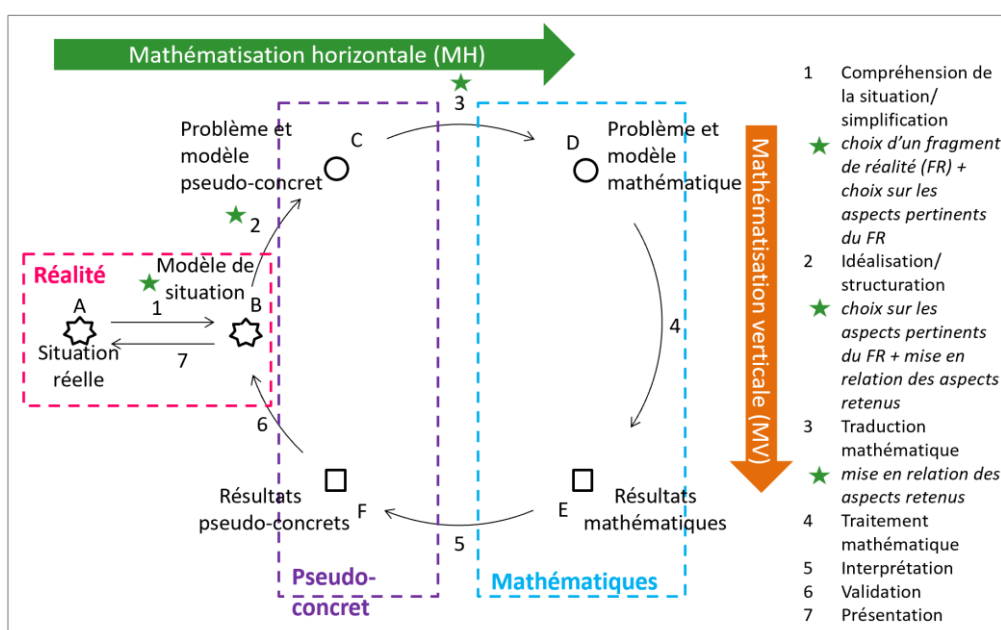 Mathématisation horizontale (MH)
3
C
Problème et
modèle
pseudo-concret
D
Problème et
modèle
mathématique
2
Réalité
Modèle de
situation
A
1
B
7
Situation
réelle
4
6
Résultats
pseudo-concrets
F
E
Résultats
mathématiques
5
Pseudo-
concret
Mathématiques
Mathématisation verticale (MV)
1 Compréhension de
la situation/
simplification
choix d'un fragment
de réalité (FR) +
choix sur les
aspects pertinents
du FR
2 Idéalisation/
structuration
choix sur les
aspects pertinents
du FR + mise en
relation des aspects
retenus
3 Traduction
mathématique
mise en relation des
aspects retenus
4 Traitement
mathématique
5 Interprétation
6 Validation
7 Présentation